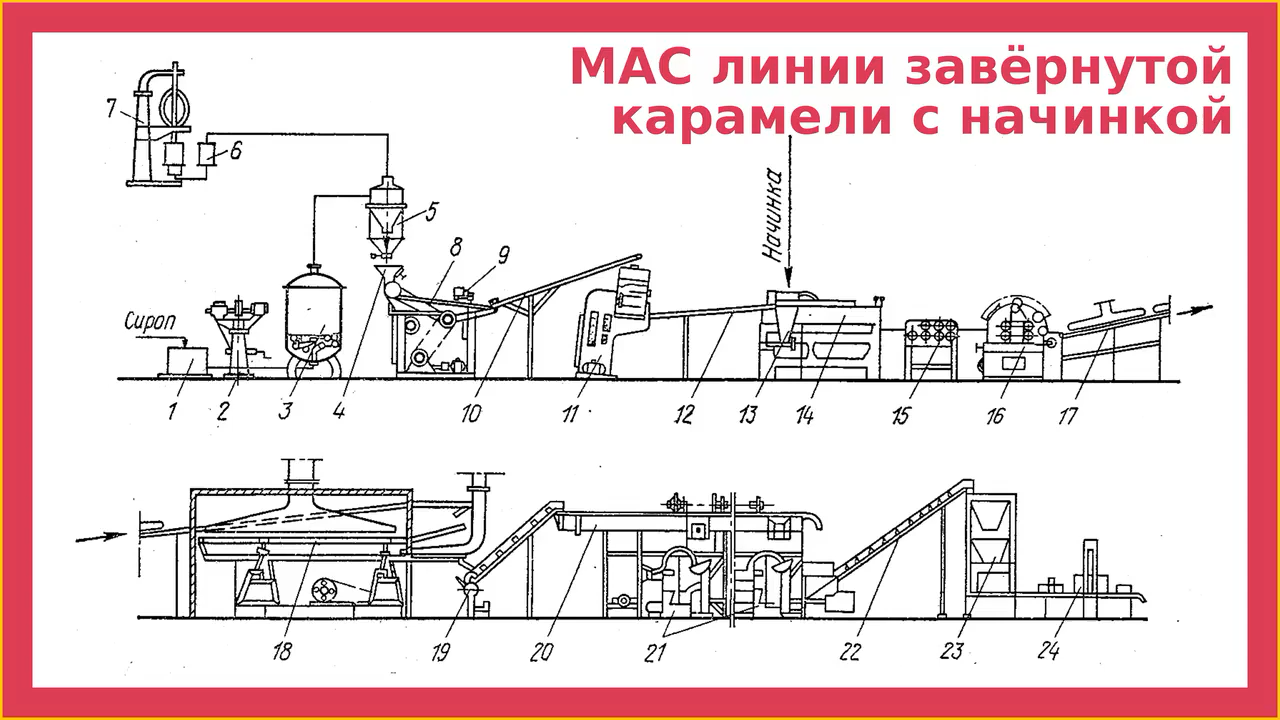 МАС линии завёрнутой
карамели с начинкой
7
6
5
8
9
Начинка
Сироп
1 2 3 4 10 11 12 13 14 15 16 17
18 19 20 21 22 23 24